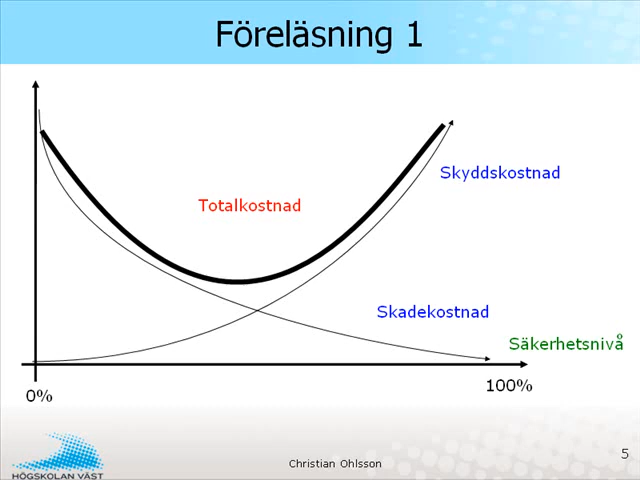 Föreläsning 1
Skyddskostnad
Totalkostnad
Skadekostnad
Säkerhetsnivå
0%
100%
HÖGSKOLAN VÄST
Christian Ohlsson
5